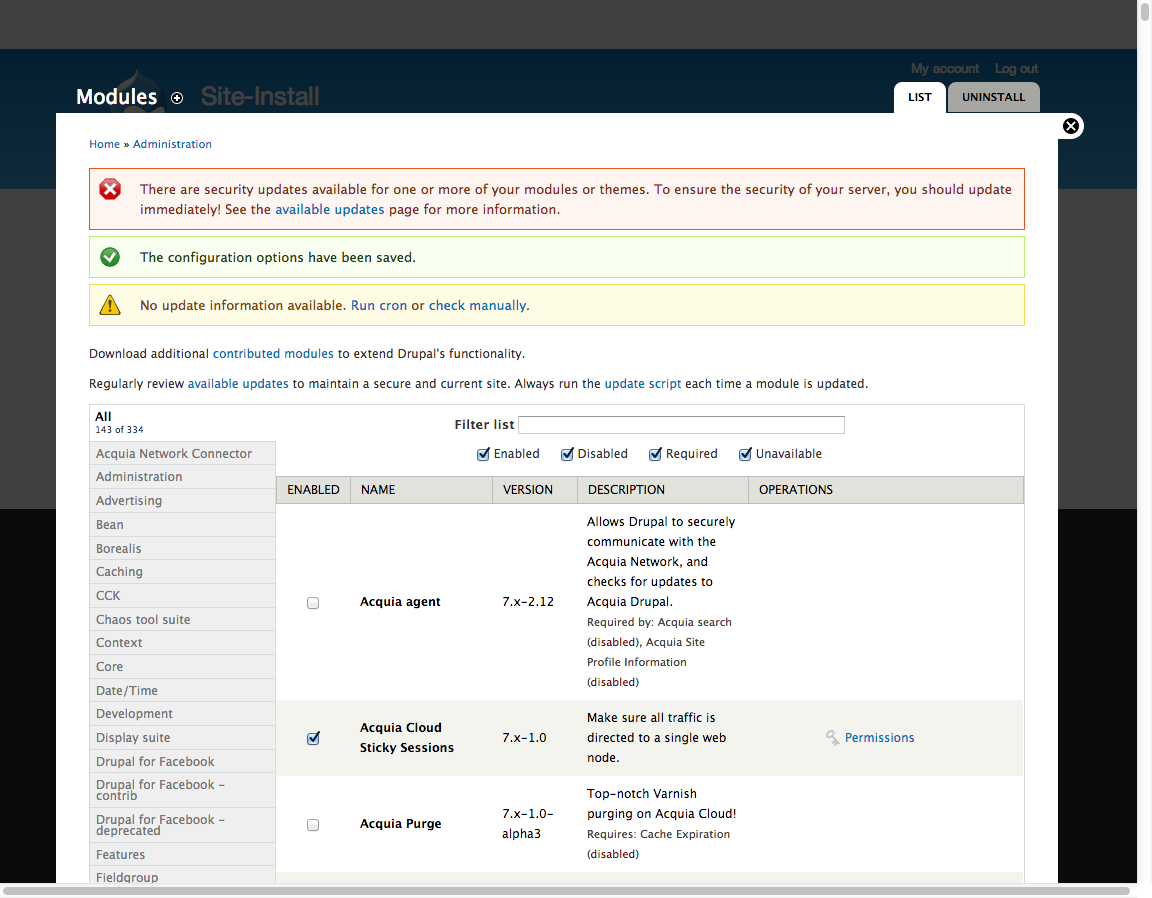 My account Log out
Modules Site-Install
LIST UNINSTALL
Home » Administration
There are security updates available for one or more of your modules or themes. To ensure the security of your server, you should update
immediately! See the available updates page for more information.
The configuration options have been saved.
No update information available. Run cron or check manually.
Download additional contributed modules to extend Drupal's functionality.
Regularly review available updates to maintain a secure and current site. Always run the update script each time a module is updated.
All
143 of 334
Acquia Network Connector
Administration
Advertising
Bean
Borealis
Caching
CCK
Chaos tool suite
Context
Core
Date/Time
Development
Display suite
Drupal for Facebook
Drupal for Facebook -
contrib
Drupal for Facebook -
deprecated
Features
Fieldgroup
Filter list
Enabled Disabled Required Unavailable
ENABLED NAME VERSION DESCRIPTION OPERATIONS
Acquia agent
7.x-2.12
Allows Drupal to securely
communicate with the
Acquia Network, and
checks for updates to
Acquia Drupal.
Required by: Acquia search
(disabled), Acquia Site
Profile Information
(disabled)
Acquia Cloud
Sticky Sessions
7.x-1.0
Make sure all traffic is
directed to a single web
node.
Permissions
Acquia Purge
7.x-1.0-
alpha3
Top-notch Varnish
purging on Acquia Cloud!
Requires: Cache Expiration
(disabled)